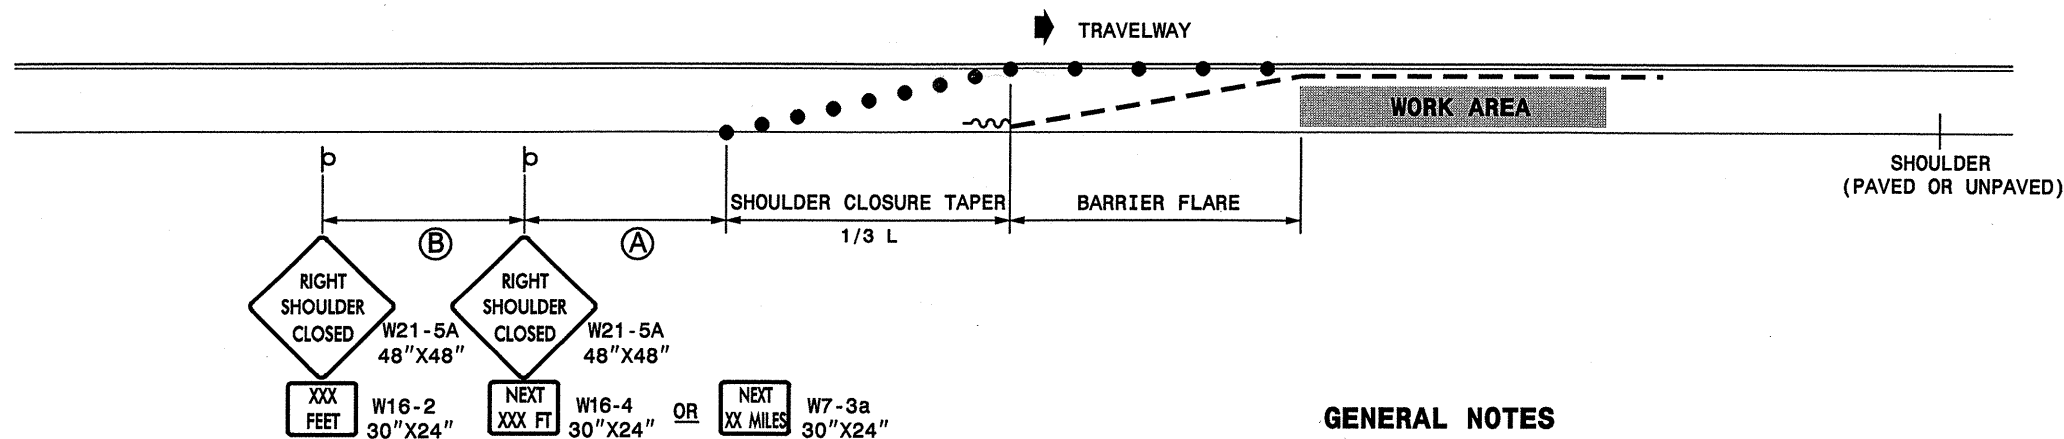 TRAVELWAY
WORK AREA
SHOULDER
(PAVED OR UNPAVED)
SHOULDER CLOSURE TAPER
BARRIER FLARE
1/3 L
B
A
RIGHT
SHOULDER
CLOSED
W21-5A
48"X48"
RIGHT
SHOULDER
CLOSED
W21-5A
48"X48"
XXX
FEET
W16-2
30"X24"
NEXT
XXX FT
W16-4
30"X24"
OR
NEXT
XX MILES
W7-3a
30"X24"
GENERAL NOTES